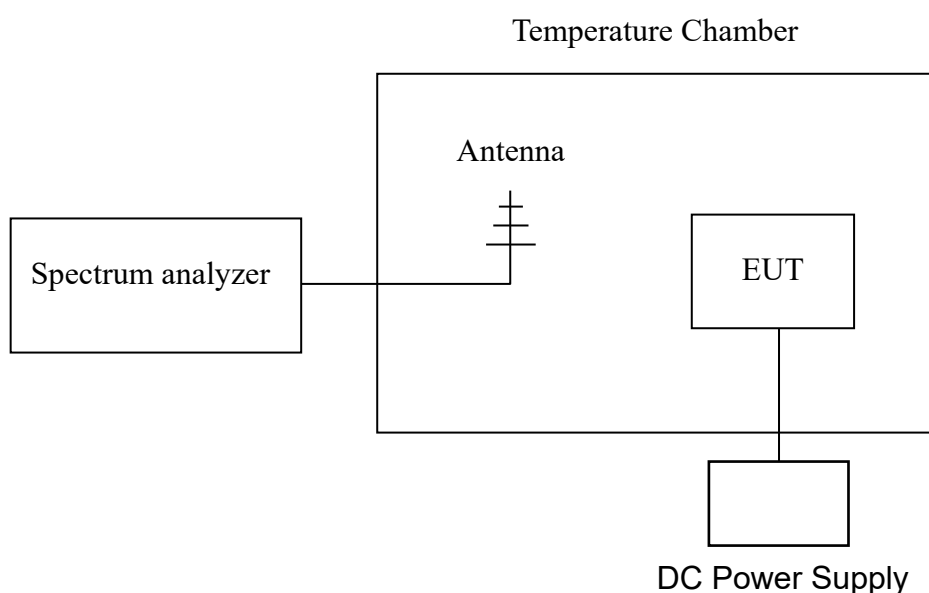 Temperature Chamber
Antenna
Spectrum analyzer
EUT
DC Power Supply